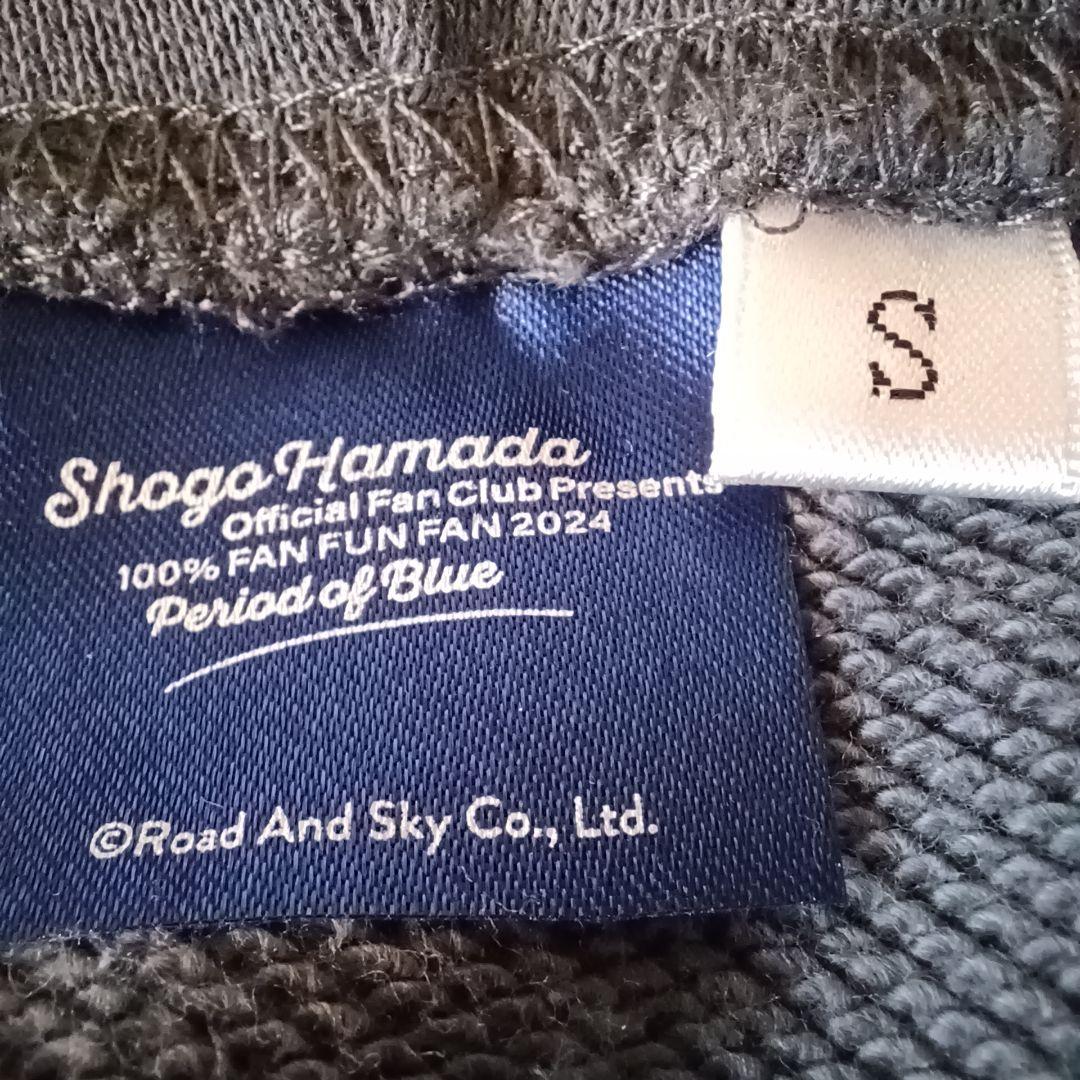 S
Shogo Hamada
Official Fan Club Presents
100% FAN FUN FAN 2024
Period of Blue
©Road And Sky Co., Ltd.